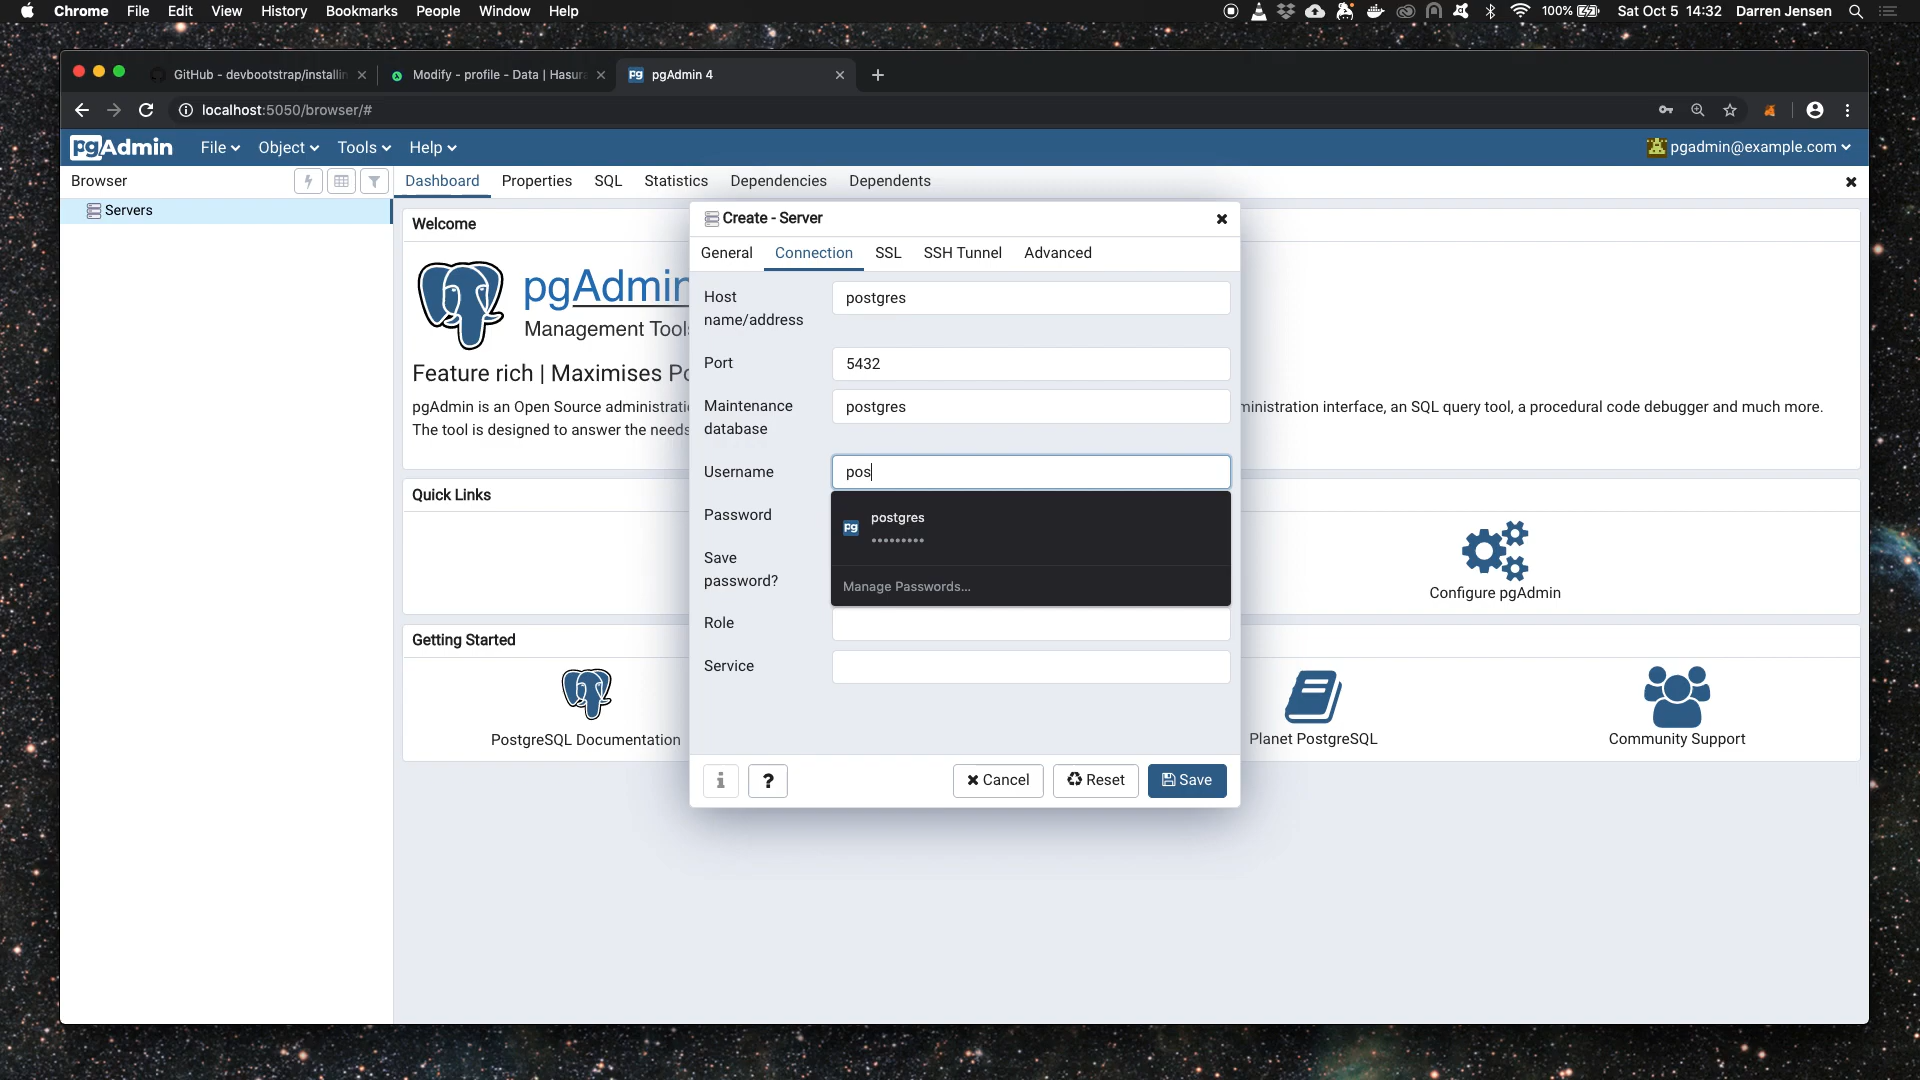 Chrome File Edit View History Bookmarks People Window Help 100% Sat Oct 5 14:32 Darren Jensen
GitHub - devbootstrap/installin
Modify - profile - Data | Hasura
pgAdmin 4
localhost:5050/browser/#
pgAdmin File Object Tools Help pgadmin@example.com
Browser
Dashboard Properties SQL Statistics Dependencies Dependents
Servers
Welcome
pgAdmin
Management Tools
Feature rich | Maximises Po
pgAdmin is an Open Source administrati
ministration interface, an SQL query tool, a procedural code debugger and much more.
The tool is designed to answer the needs
Quick Links
Configure pgAdmin
Getting Started
PostgreSQL Documentation
Planet PostgreSQL
Community Support
Create - Server
General Connection SSL SSH Tunnel Advanced
Host
name/address
postgres
Port
5432
Maintenance
database
postgres
Username
pos
Password
pg
postgres
•••••••••
Manage Passwords...
Save
password?
Role
Service
i
?
Cancel
Reset
Save